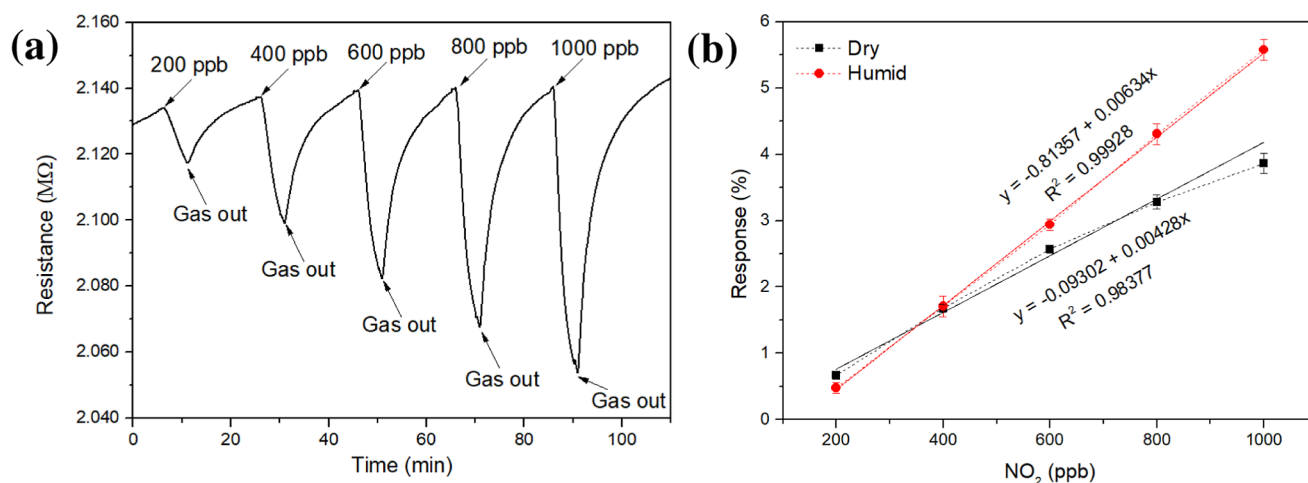 (a)
2.160
2.140
2.120
2.100
2.080
2.060
2.040
Resistance (MΩ)
200 ppb
400 ppb
600 ppb
800 ppb
1000 ppb
Gas out
Gas out
Gas out
Gas out
Gas out
0
20
40
60
80
100
Time (min)
(b)
Dry
Humid
6
5
4
3
2
1
0
Response (%)
y = -0.81357 + 0.00634x
R² = 0.99928
y = -0.09302 + 0.00428x
R² = 0.98377
200
400
600
800
1000
NO₂ (ppb)